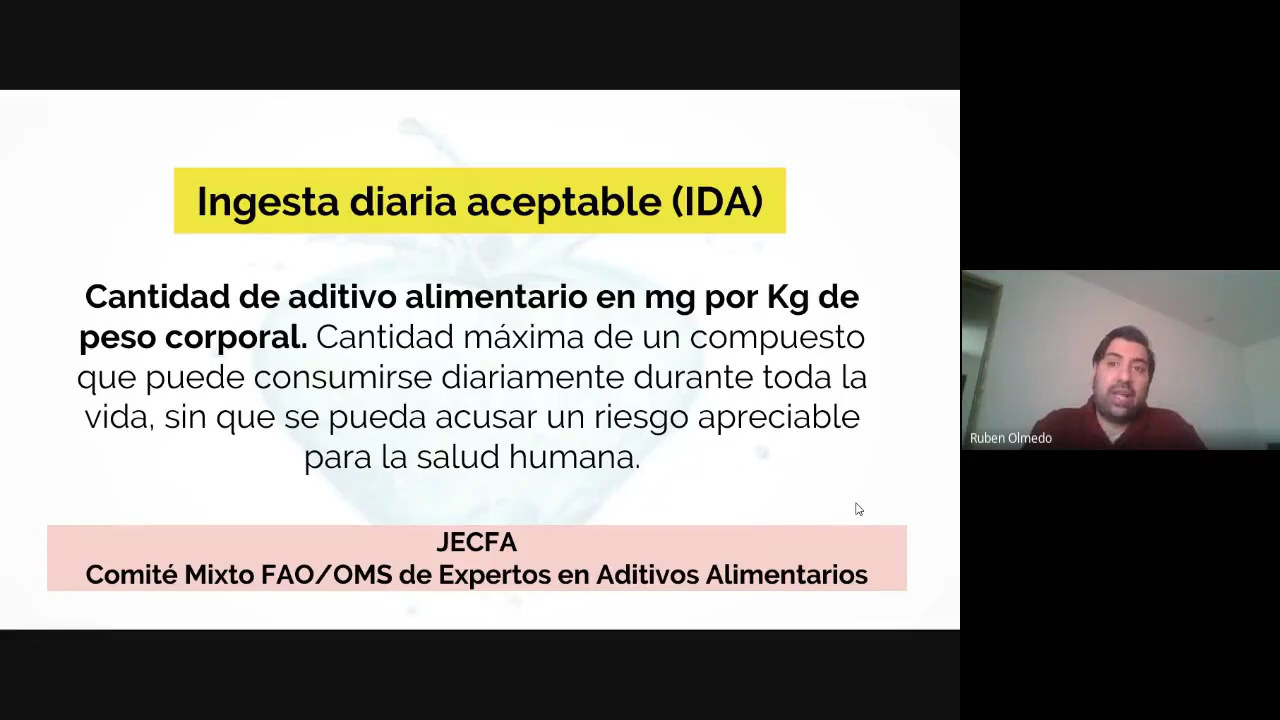 Ingesta diaria aceptable (IDA)
Cantidad de aditivo alimentario en mg por Kg de
peso corporal. Cantidad máxima de un compuesto
que puede consumirse diariamente durante toda la
vida, sin que se pueda acusar un riesgo apreciable
para la salud humana.
JECFA
Comité Mixto FAO/OMS de Expertos en Aditivos Alimentarios
Ruben Olmedo